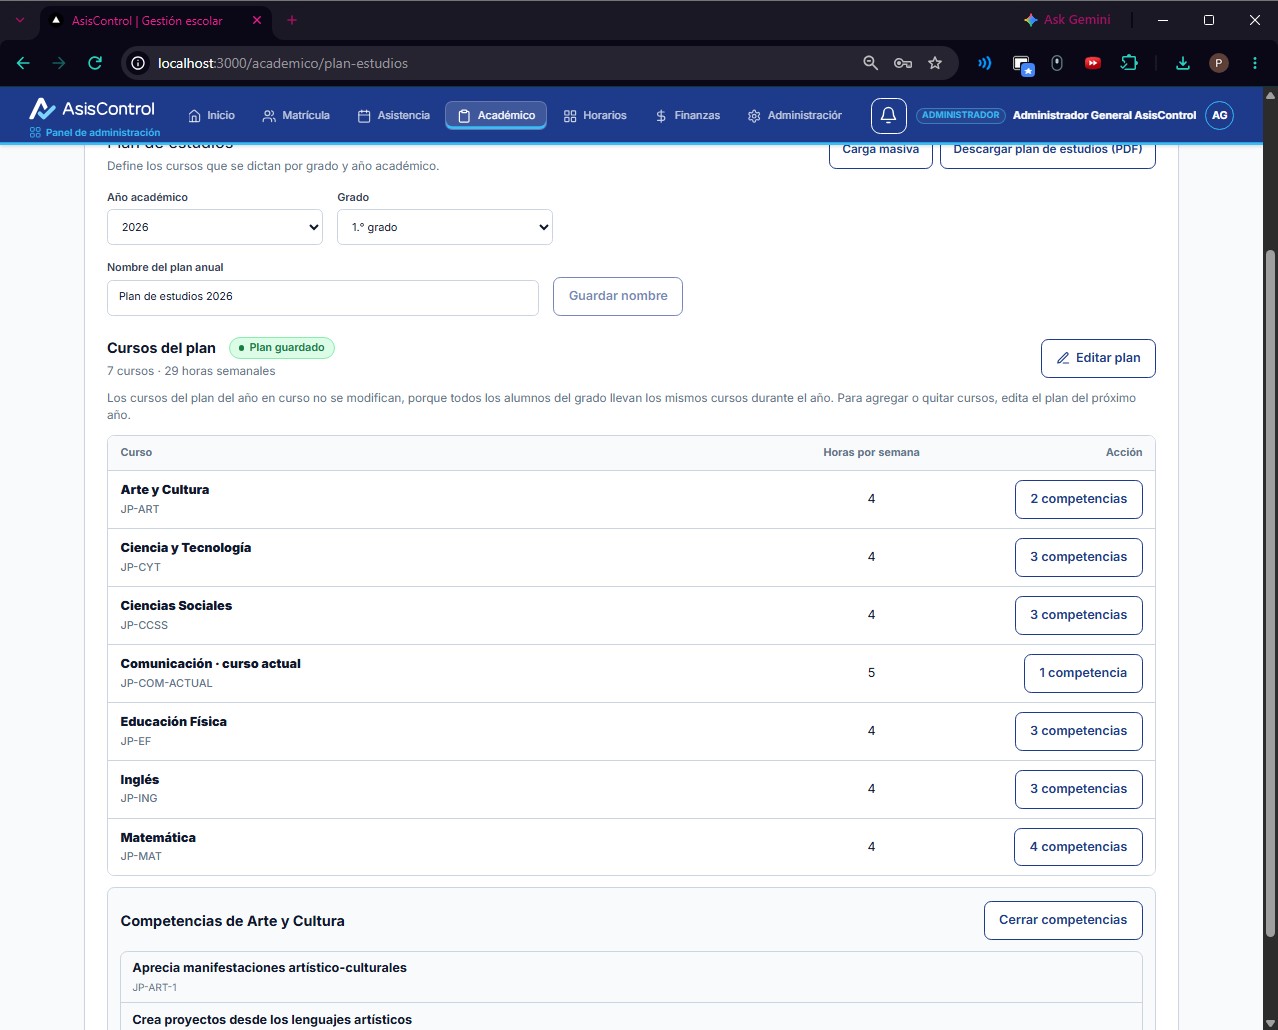 AsisControl | Gestión escolar
Ask Gemini
localhost:3000/academico/plan-estudios
P
AsisControl
Panel de administración
Inicio
Matrícula
Asistencia
Académico
Horarios
Finanzas
Administración
ADMINISTRADOR
Administrador General AsisControl
AG
Plan de estudios
Carga masiva
Descargar plan de estudios (PDF)
Define los cursos que se dictan por grado y año académico.
Año académico
Grado
2026
1.° grado
Nombre del plan anual
Plan de estudios 2026
Guardar nombre
Cursos del plan
Plan guardado
7 cursos · 29 horas semanales
Editar plan
Los cursos del plan del año en curso no se modifican, porque todos los alumnos del grado llevan los mismos cursos durante el año. Para agregar o quitar cursos, edita el plan del próximo
año.
Curso
Horas por semana
Acción
Arte y Cultura
JP-ART
4
2 competencias
Ciencia y Tecnología
JP-CYT
4
3 competencias
Ciencias Sociales
JP-CCSS
4
3 competencias
Comunicación · curso actual
JP-COM-ACTUAL
5
1 competencia
Educación Física
JP-EF
4
3 competencias
Inglés
JP-ING
4
3 competencias
Matemática
JP-MAT
4
4 competencias
Competencias de Arte y Cultura
Cerrar competencias
Aprecia manifestaciones artístico-culturales
JP-ART-1
Crea proyectos desde los lenguajes artísticos